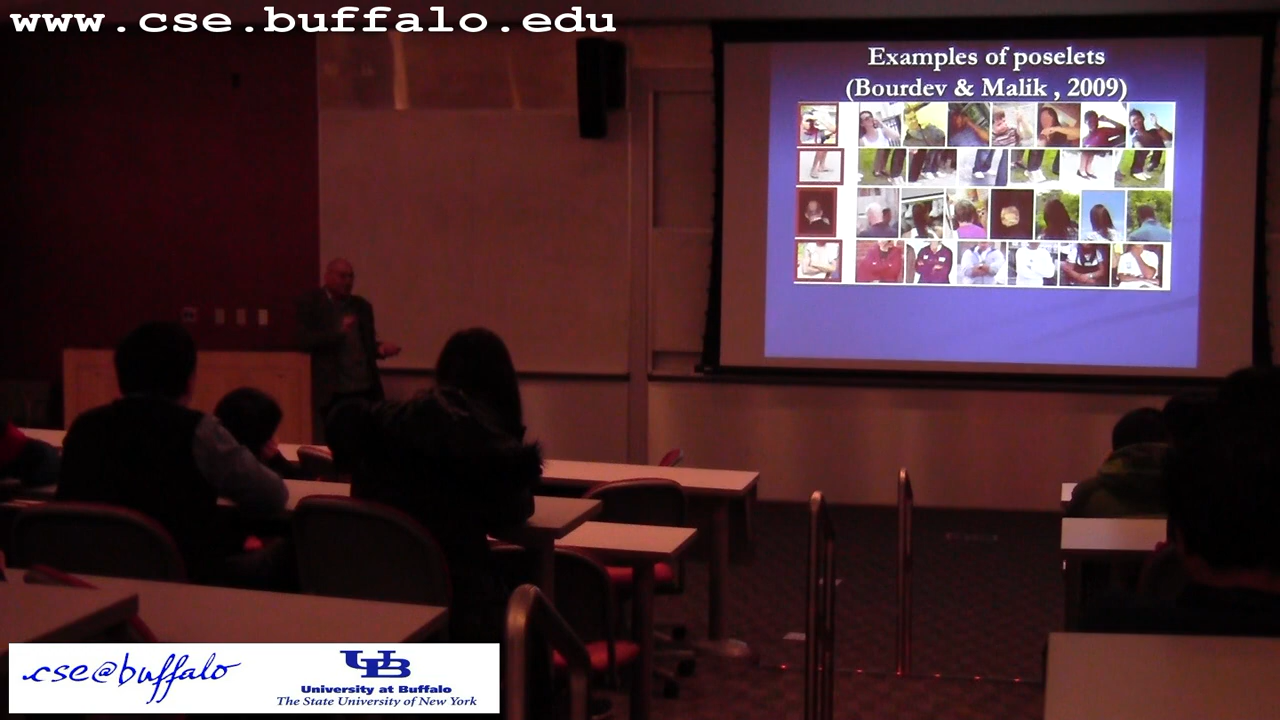 www.cse.buffalo.edu
Examples of poselets
(Bourdev & Malik , 2009)
cse@buffalo
UB
University at Buffalo
The State University of New York